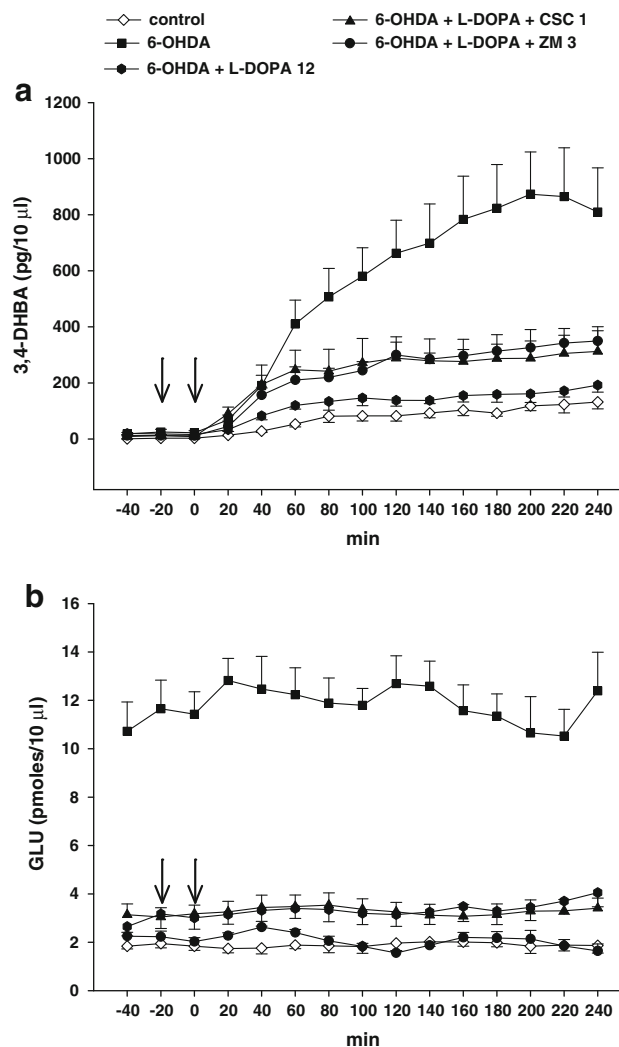 control
6-OHDA
6-OHDA + L-DOPA 12
6-OHDA + L-DOPA + CSC 1
6-OHDA + L-DOPA + ZM 3
a
1200
1000
800
600
400
200
0
3,4-DHBA (pg/10 µl)
-40 -20 0 20 40 60 80 100 120 140 160 180 200 220 240
min
b
16
14
12
10
8
6
4
2
0
GLU (pmoles/10 µl)
-40 -20 0 20 40 60 80 100 120 140 160 180 200 220 240
min